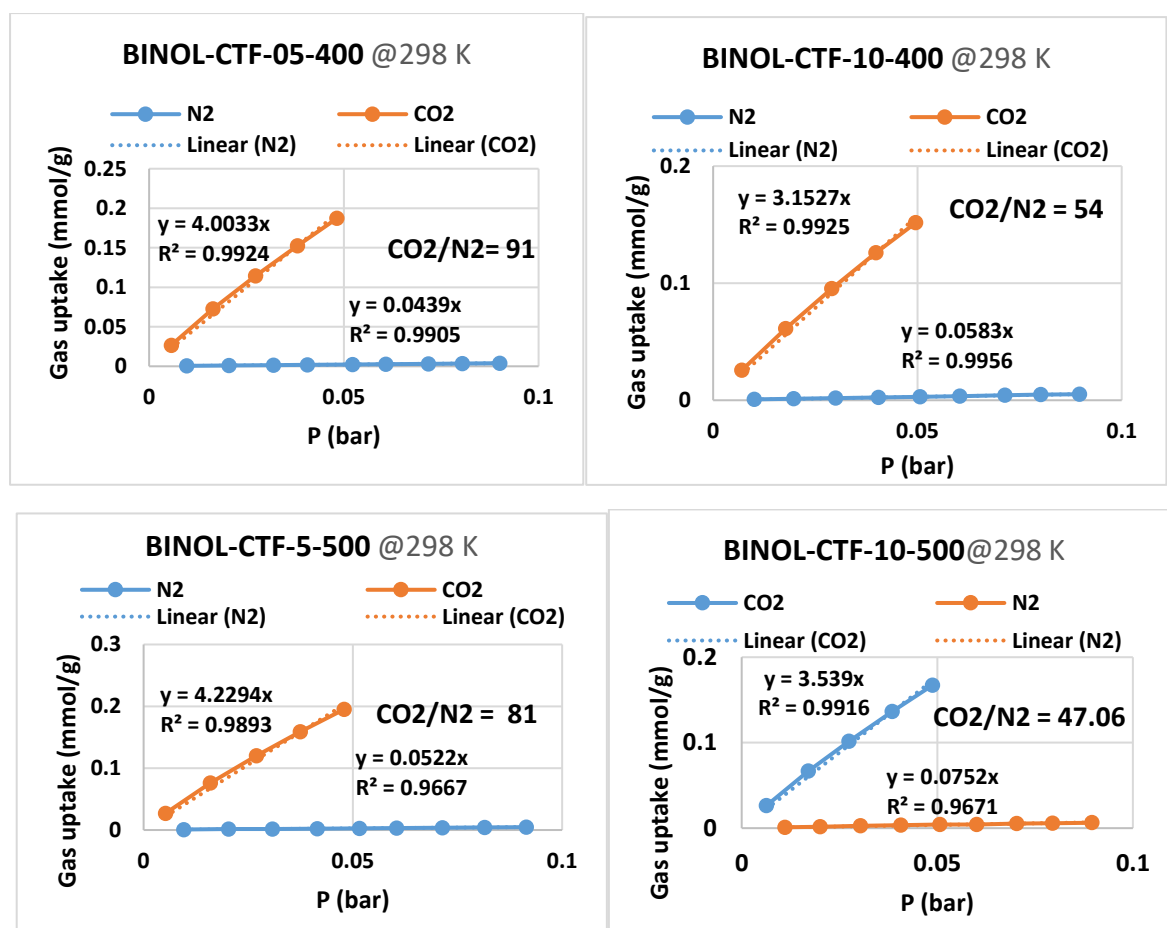 BINOL-CTF-05-400 @298 K
N2
CO2
Linear (N2)
Linear (CO2)
Gas uptake (mmol/g)
0.25
0.2
0.15
0.1
0.05
0
y = 4.0033x
R² = 0.9924
CO2/N2= 91
y = 0.0439x
R² = 0.9905
0
0.05
0.1
P (bar)
BINOL-CTF-10-400 @298 K
N2
CO2
Linear (N2)
Linear (CO2)
Gas uptake (mmol/g)
0.2
0.1
0
y = 3.1527x
R² = 0.9925
CO2/N2 = 54
y = 0.0583x
R² = 0.9956
0
0.05
0.1
P (bar)
BINOL-CTF-5-500 @298 K
N2
CO2
Linear (N2)
Linear (CO2)
Gas uptake (mmol/g)
0.3
0.2
0.1
0
y = 4.2294x
R² = 0.9893
CO2/N2 = 81
y = 0.0522x
R² = 0.9667
0
0.05
0.1
P (bar)
BINOL-CTF-10-500@298 K
CO2
N2
Linear (CO2)
Linear (N2)
Gas uptake (mmol/g)
0.2
0.1
0
y = 3.539x
R² = 0.9916
CO2/N2 = 47.06
y = 0.0752x
R² = 0.9671
0
0.05
0.1
P (bar)